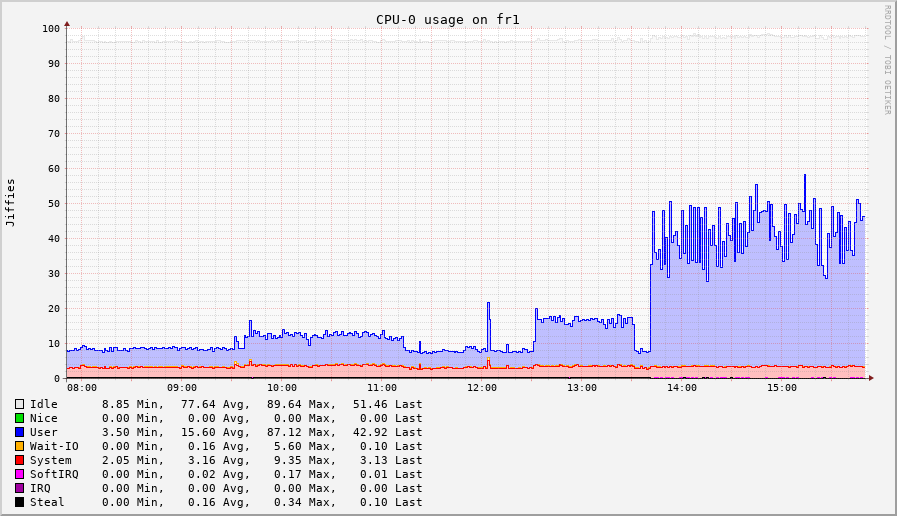 CPU-0 usage on fr1
RRDTOOL / TOBI OETIKER
Jiffies
100
90
80
70
60
50
40
30
20
10
0
08:00 09:00 10:00 11:00 12:00 13:00 14:00 15:00
Idle 8.85 Min, 77.64 Avg, 89.64 Max, 51.46 Last
Nice 0.00 Min, 0.00 Avg, 0.00 Max, 0.00 Last
User 3.50 Min, 15.60 Avg, 87.12 Max, 42.92 Last
Wait-IO 0.00 Min, 0.16 Avg, 5.60 Max, 0.10 Last
System 2.05 Min, 3.16 Avg, 9.35 Max, 3.13 Last
SoftIRQ 0.00 Min, 0.02 Avg, 0.17 Max, 0.01 Last
IRQ 0.00 Min, 0.00 Avg, 0.00 Max, 0.00 Last
Steal 0.00 Min, 0.16 Avg, 0.34 Max, 0.10 Last